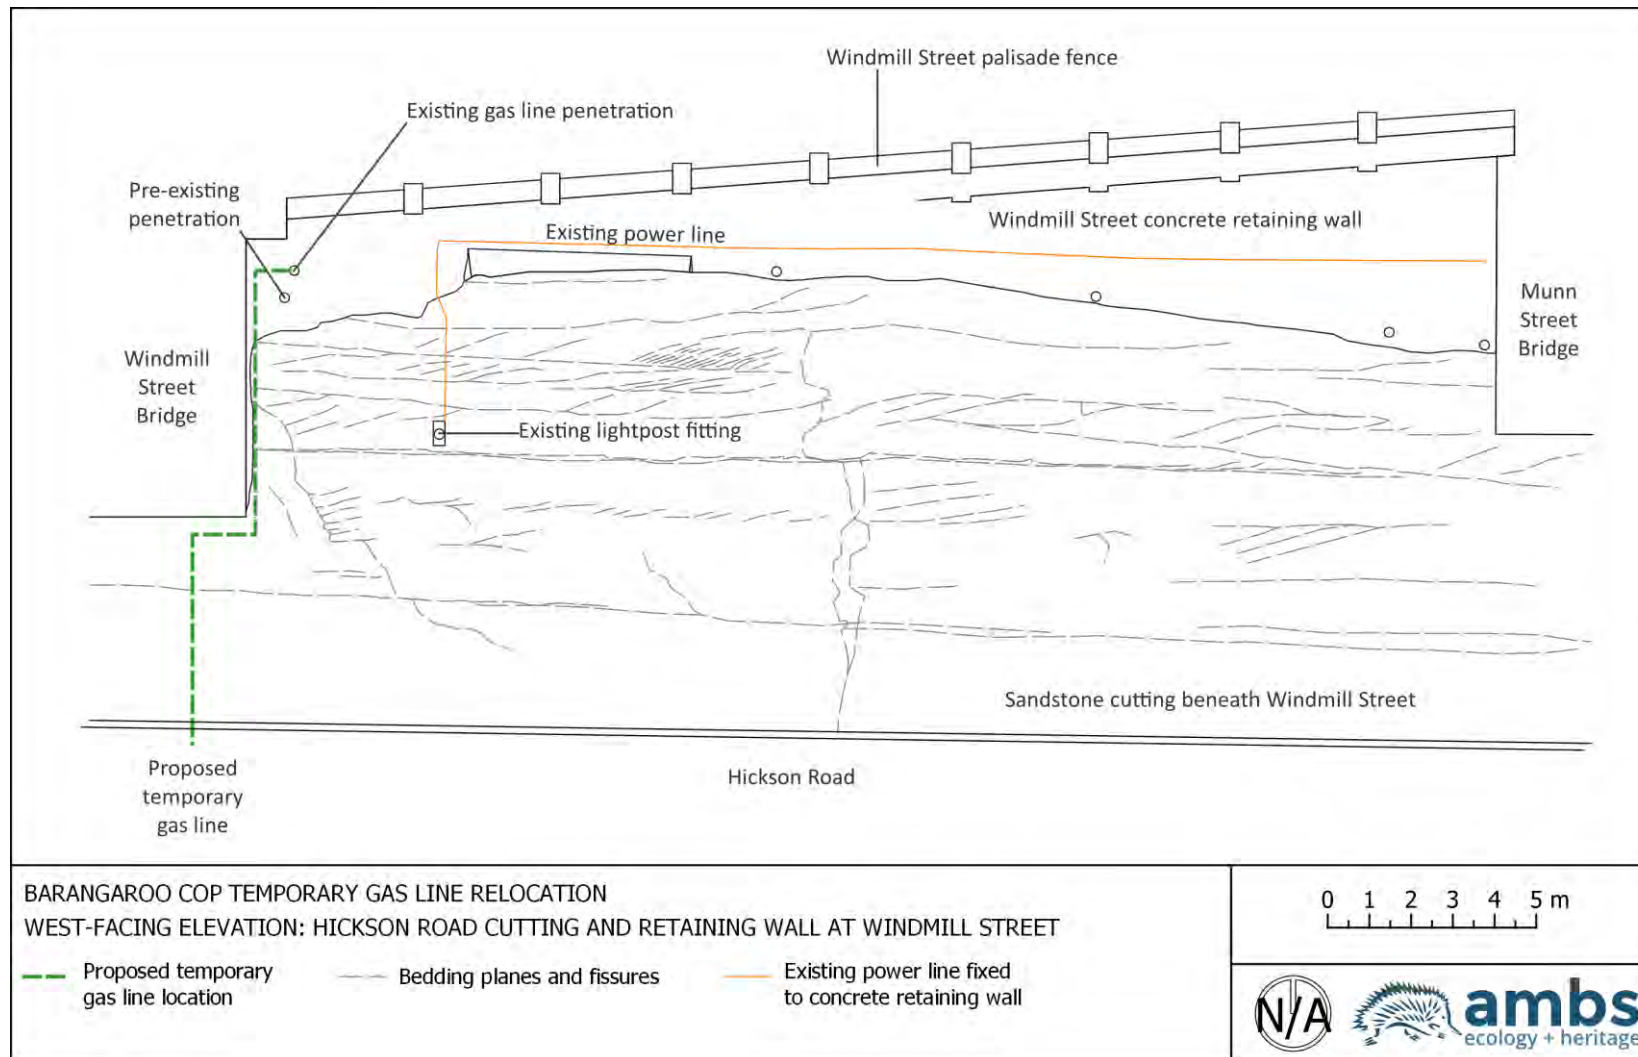 Windmill Street palisade fence
Existing gas line penetration
Pre-existing
penetration
Windmill Street concrete retaining wall
Existing power line
Munn
Street
Bridge
Windmill
Street
Bridge
Existing lightpost fitting
Sandstone cutting beneath Windmill Street
Proposed
temporary
gas line
Hickson Road
BARANGAROO COP TEMPORARY GAS LINE RELOCATION
WEST-FACING ELEVATION: HICKSON ROAD CUTTING AND RETAINING WALL AT WINDMILL STREET
Proposed temporary
gas line location
Bedding planes and fissures
Existing power line fixed
to concrete retaining wall
0 1 2 3 4 5 m
N/A
ambs
ecology + heritage